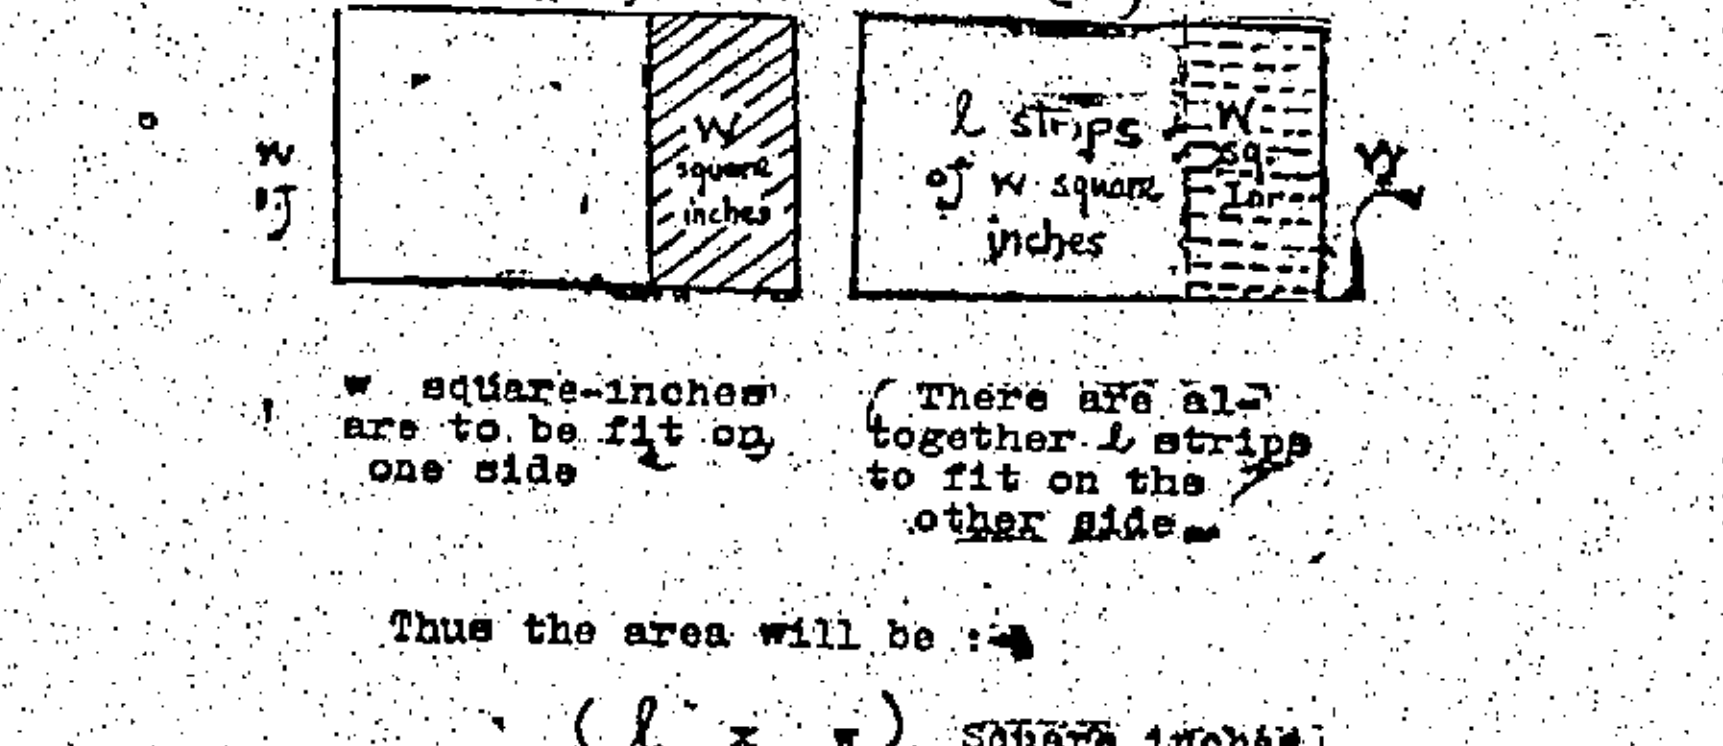 W
square
inches
l strips
of w square
inches
W
sq.
W
w
w square-inches
are to be fit on
one side
( There are al-
together l strips
to fit on the
other side.
Thus the area will be :-
( l x w ) square inches